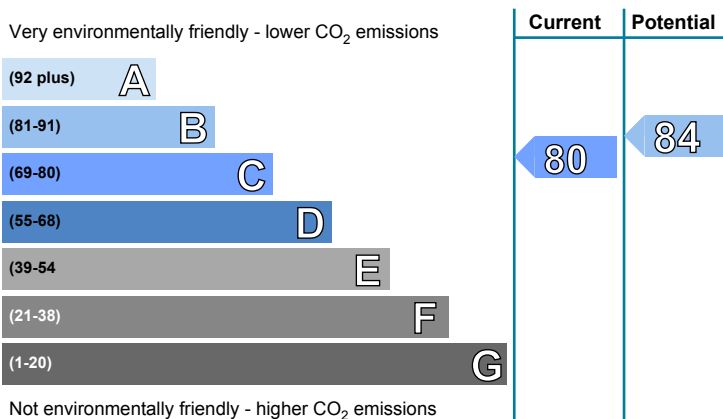 Very environmentally friendly - lower CO2 emissions
Current
Potential
(92 plus) A
(81-91) B
(69-80) C
(55-68) D
(39-54 E
(21-38) F
(1-20) G
80
84
Not environmentally friendly - higher CO2 emissions